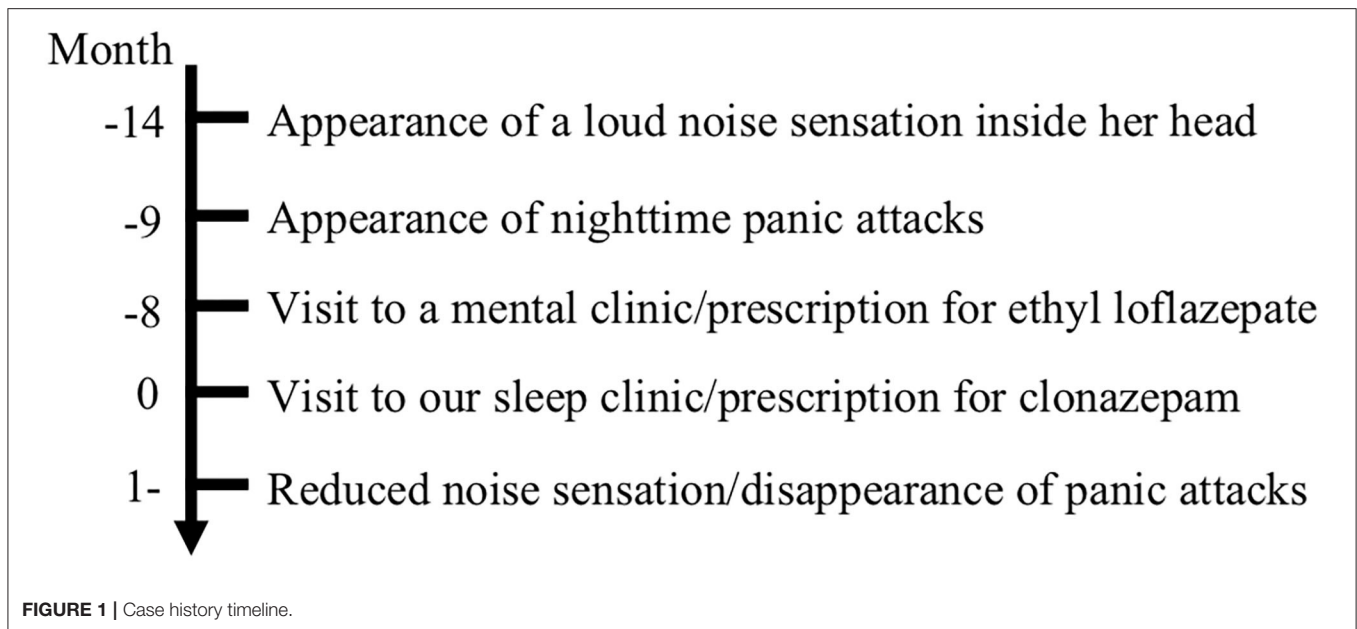 Month
-14 Appearance of a loud noise sensation inside her head
-9 Appearance of nighttime panic attacks
-8 Visit to a mental clinic/prescription for ethyl loflazepate
0 Visit to our sleep clinic/prescription for clonazepam
1- Reduced noise sensation/disappearance of panic attacks
FIGURE 1 | Case history timeline.